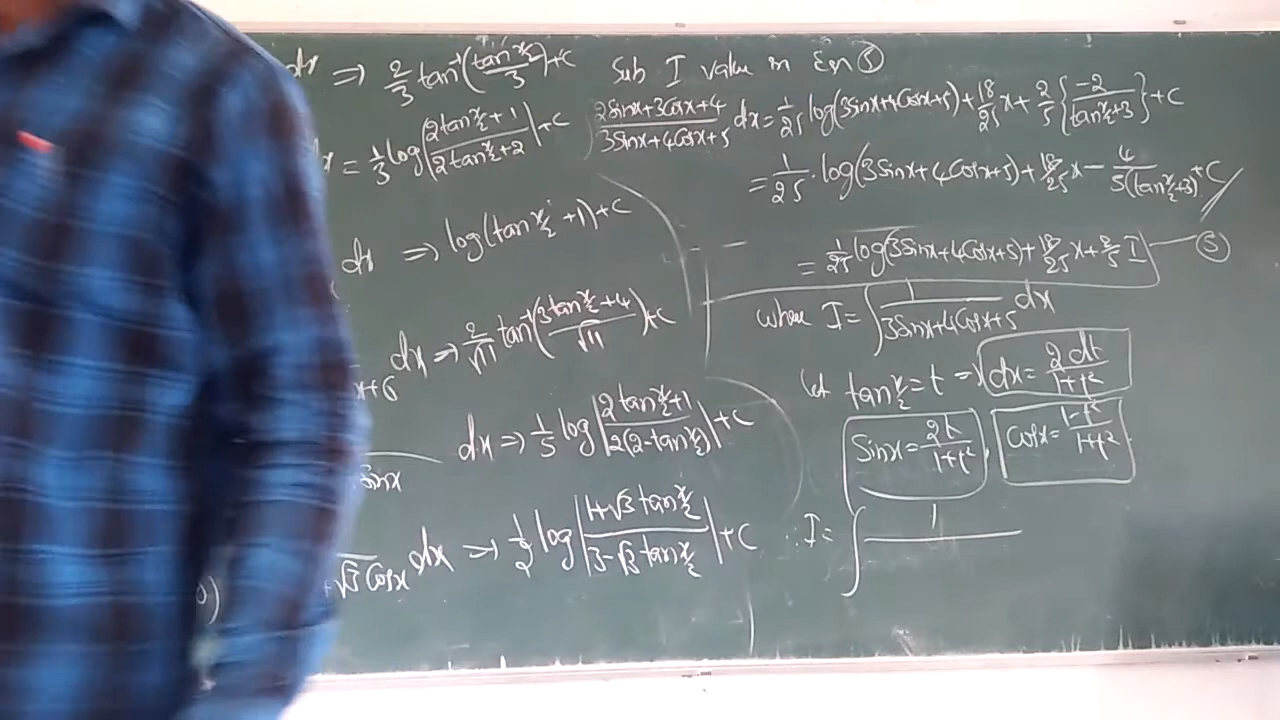 dx ⇒ 2/3 tan⁻¹((tan x/2)/3)+C
= 1/3 log|(2tan x/2 + 1)/(2tan x/2 + 2)|+C
dx ⇒ log(tan x/2 + 1)+C
x+6 dx ⇒ 2/√11 tan⁻¹((3tan x/2 + 4)/√11)+C
sinx dx ⇒ 1/5 log|(2tan x/2 + 1)/(2(2-tan x/2))|+C
+√3 Cosx dx ⇒ 1/2 log|(1+√3 tan x/2)/(3-√3 tan x/2)|+C
Sub I value in Eqn ⑤
(2Sinx+3Cosx+4)/(3Sinx+4Cosx+5) dx = 1/25 log(3Sinx+4Cosx+5)+18/25 x+2/5{-2/(tan x/2+3)}+C
= 1/25 . log(3Sinx+4Cosx+5)+18/25 x - 4/(5(tan x/2+3)) + C
= 1/25 log(3Sinx+4Cosx+5)+18/25 x+2/5 I — ⑤
where I = ∫ 1/(3Sinx+4Cosx+5) dx
let tan x/2 = t ⇒ dx = 2dt/(1+t²)
Sinx = 2t/(1+t²), Cosx = (1-t²)/(1+t²)
∴ I = ∫ 1/